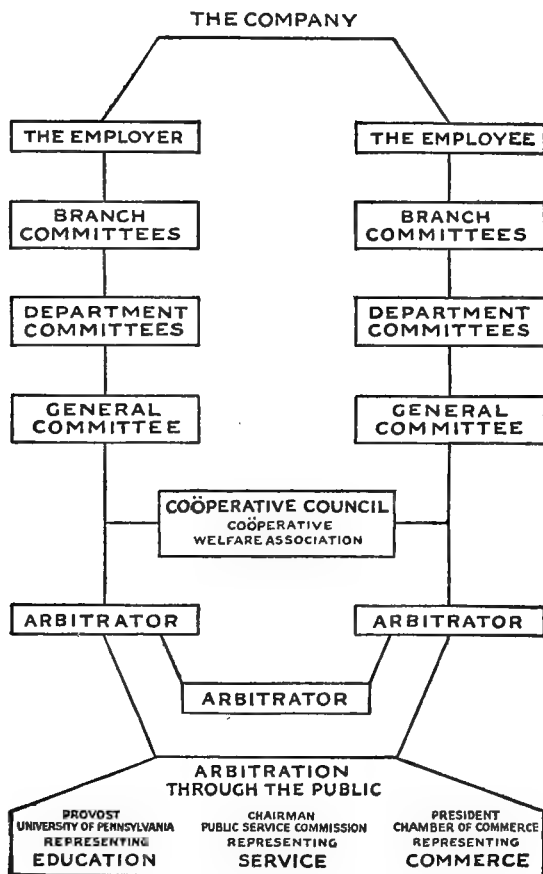 THE COMPANY
THE EMPLOYER
THE EMPLOYEE
BRANCH
COMMITTEES
BRANCH
COMMITTEES
DEPARTMENT
COMMITTEES
DEPARTMENT
COMMITTEES
GENERAL
COMMITTEE
GENERAL
COMMITTEE
COÖPERATIVE COUNCIL
COÖPERATIVE
WELFARE ASSOCIATION
ARBITRATOR
ARBITRATOR
ARBITRATOR
ARBITRATION
THROUGH THE PUBLIC
PROVOST
UNIVERSITY OF PENNSYLVANIA
REPRESENTING
EDUCATION
CHAIRMAN
PUBLIC SERVICE COMMISSION
REPRESENTING
SERVICE
PRESIDENT
CHAMBER OF COMMERCE
REPRESENTING
COMMERCE